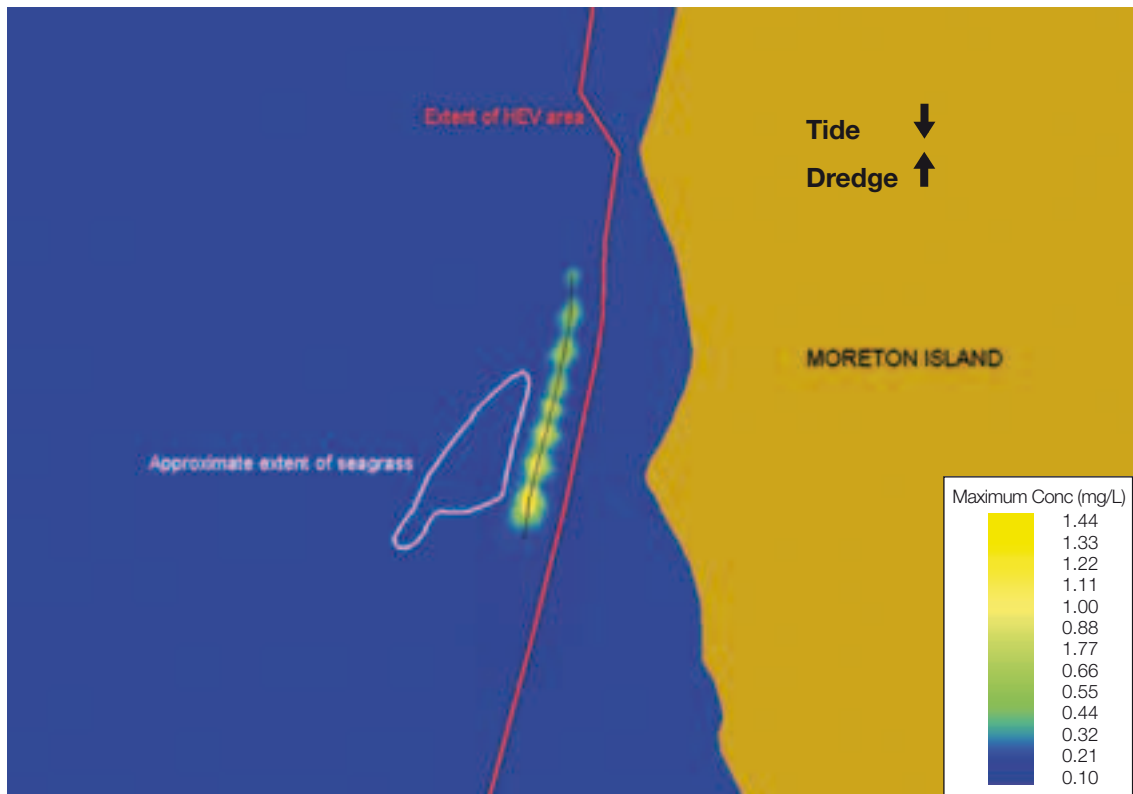 Extent of HEV area
Tide
Dredge
MORETON ISLAND
Approximate extent of seagrass
Maximum Conc (mg/L)
1.44
1.33
1.22
1.11
1.00
0.88
1.77
0.66
0.55
0.44
0.32
0.21
0.10